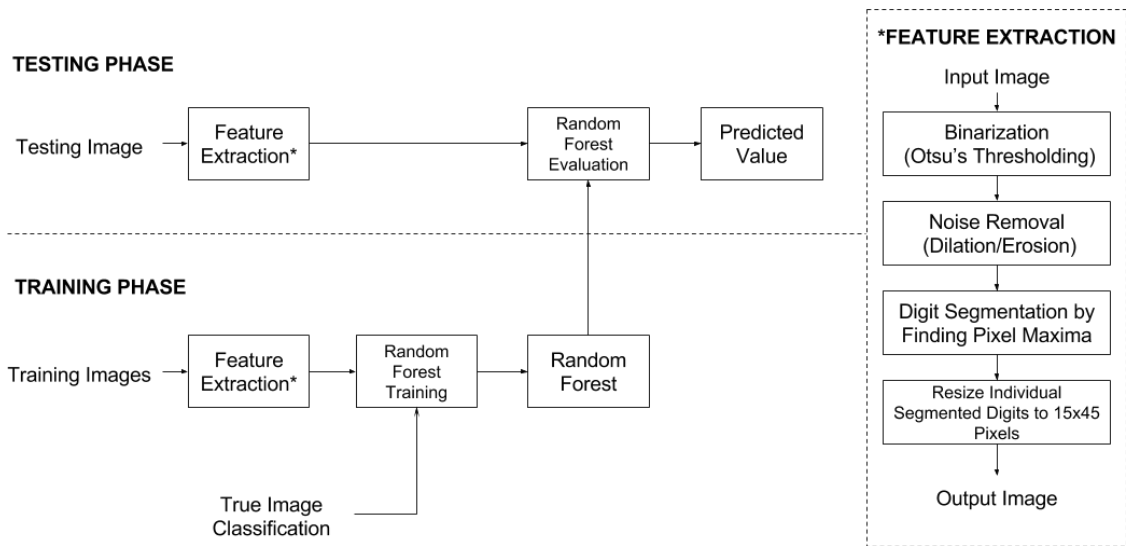 TESTING PHASE
Testing Image
Feature
Extraction*
Random
Forest
Evaluation
Predicted
Value
TRAINING PHASE
Training Images
Feature
Extraction*
Random
Forest
Training
Random
Forest
True Image
Classification
*FEATURE EXTRACTION
Input Image
Binarization
(Otsu's Thresholding)
Noise Removal
(Dilation/Erosion)
Digit Segmentation by
Finding Pixel Maxima
Resize Individual
Segmented Digits to 15x45
Pixels
Output Image